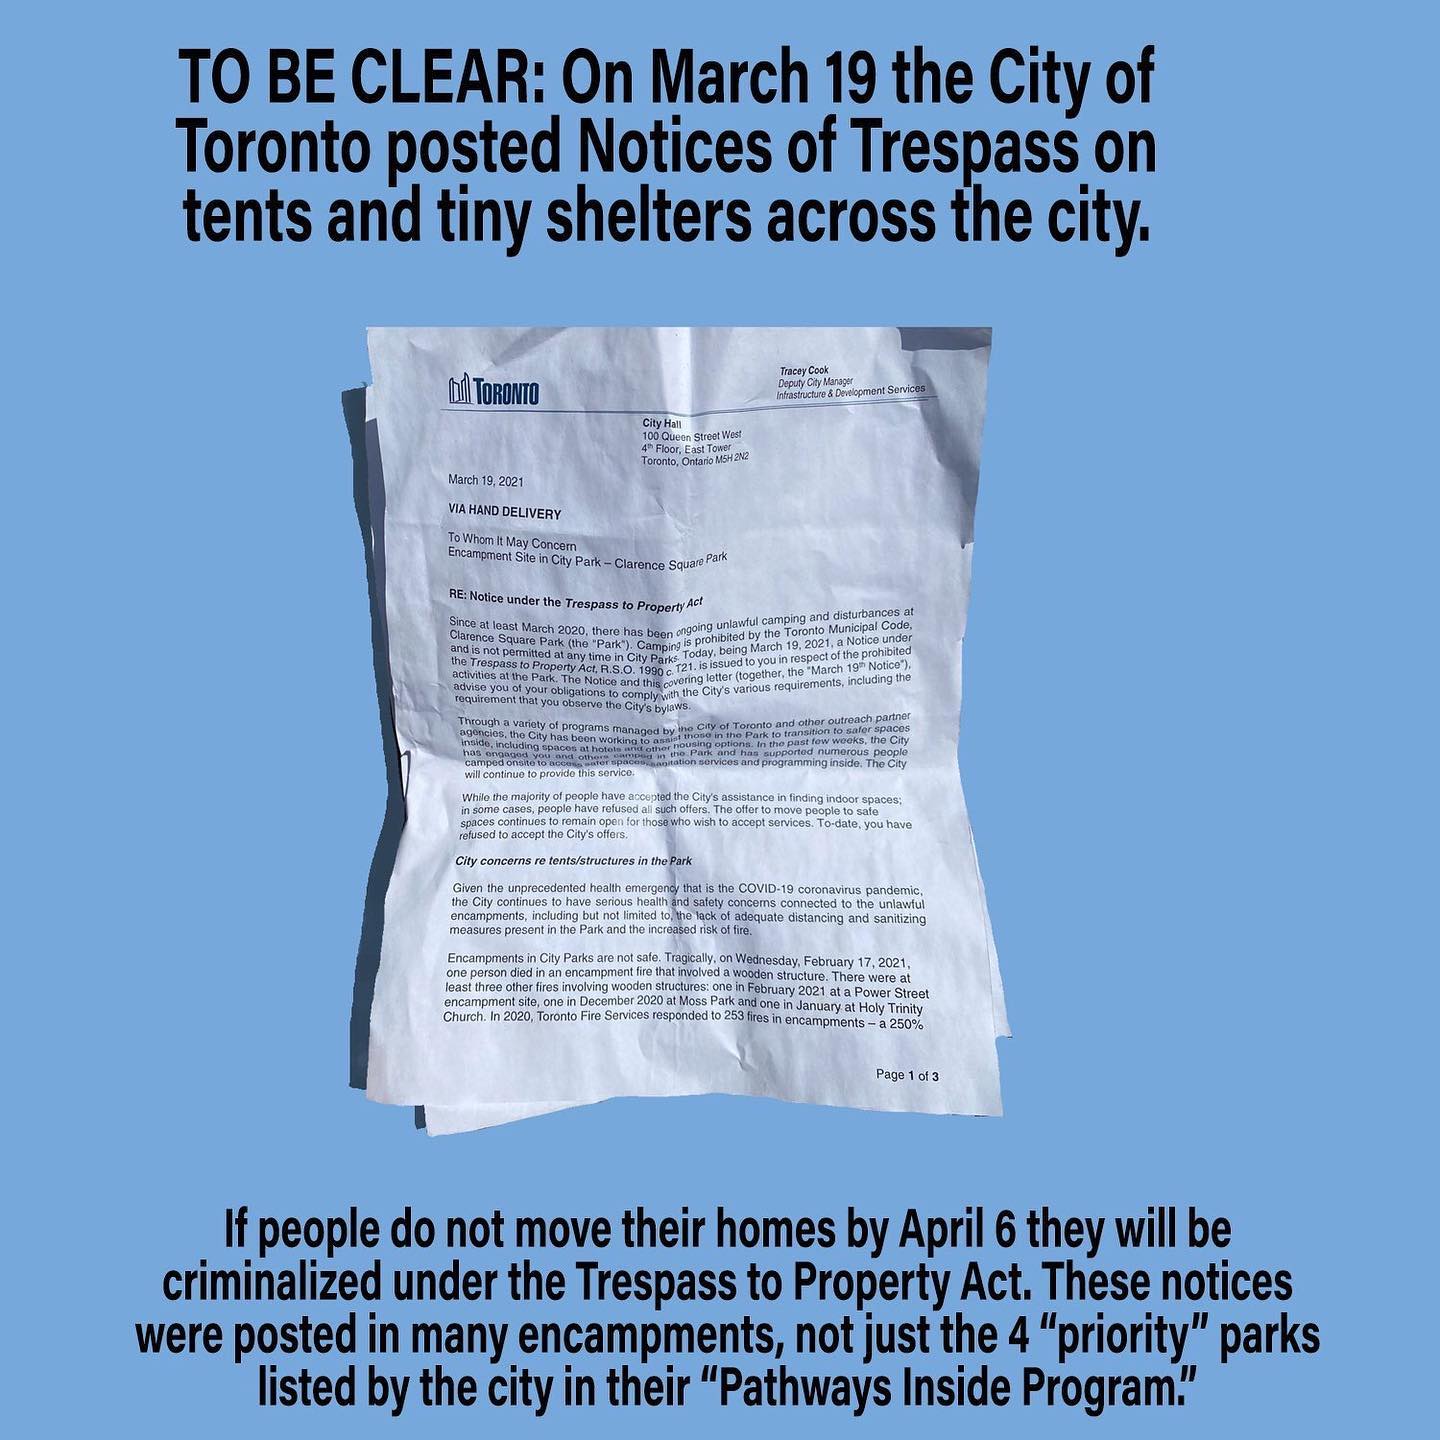 TO BE CLEAR: On March 19 the City of
Toronto posted Notices of Trespass on
tents and tiny shelters across the city.
TORONTO
Tracey Cook
Deputy City Manager
Infrastructure & Development Services
City Hall
100 Queen Street West
4th Floor, East Tower
Toronto, Ontario M5H 2N2
March 19, 2021
VIA HAND DELIVERY
To Whom It May Concern
Encampment Site in City Park – Clarence Square Park
RE: Notice under the Trespass to Property Act
Since at least March 2020, there has been ongoing unlawful camping and disturbances at
Clarence Square Park (the "Park"). Camping is prohibited by the Toronto Municipal Code,
and is not permitted at any time in City Parks. Today, being March 19, 2021, a Notice under
the Trespass to Property Act, R.S.O. 1990 c. T21. is issued to you in respect of the prohibited
activities at the Park. The Notice and this covering letter (together, the "March 19th Notice"),
advise you of your obligations to comply with the City's various requirements, including the
requirement that you observe the City's bylaws.
Through a variety of programs managed by the City of Toronto and other outreach partner
agencies, the City has been working to assist those in the Park to transition to safer spaces
inside, including spaces at hotels and other housing options. In the past few weeks, the City
has engaged you and others camped in the Park and has supported numerous people
camped onsite to access safer spaces, sanitation services and programming inside. The City
will continue to provide this service.
While the majority of people have accepted the City's assistance in finding indoor spaces;
in some cases, people have refused all such offers. The offer to move people to safe
spaces continues to remain open for those who wish to accept services. To-date, you have
refused to accept the City's offers.
City concerns re tents/structures in the Park
Given the unprecedented health emergency that is the COVID-19 coronavirus pandemic,
the City continues to have serious health and safety concerns connected to the unlawful
encampments, including but not limited to, the lack of adequate distancing and sanitizing
measures present in the Park and the increased risk of fire.
Encampments in City Parks are not safe. Tragically, on Wednesday, February 17, 2021,
one person died in an encampment fire that involved a wooden structure. There were at
least three other fires involving wooden structures: one in February 2021 at a Power Street
encampment site, one in December 2020 at Moss Park and one in January at Holy Trinity
Church. In 2020, Toronto Fire Services responded to 253 fires in encampments – a 250%
Page 1 of 3
If people do not move their homes by April 6 they will be
criminalized under the Trespass to Property Act. These notices
were posted in many encampments, not just the 4 “priority” parks
listed by the city in their “Pathways Inside Program.”